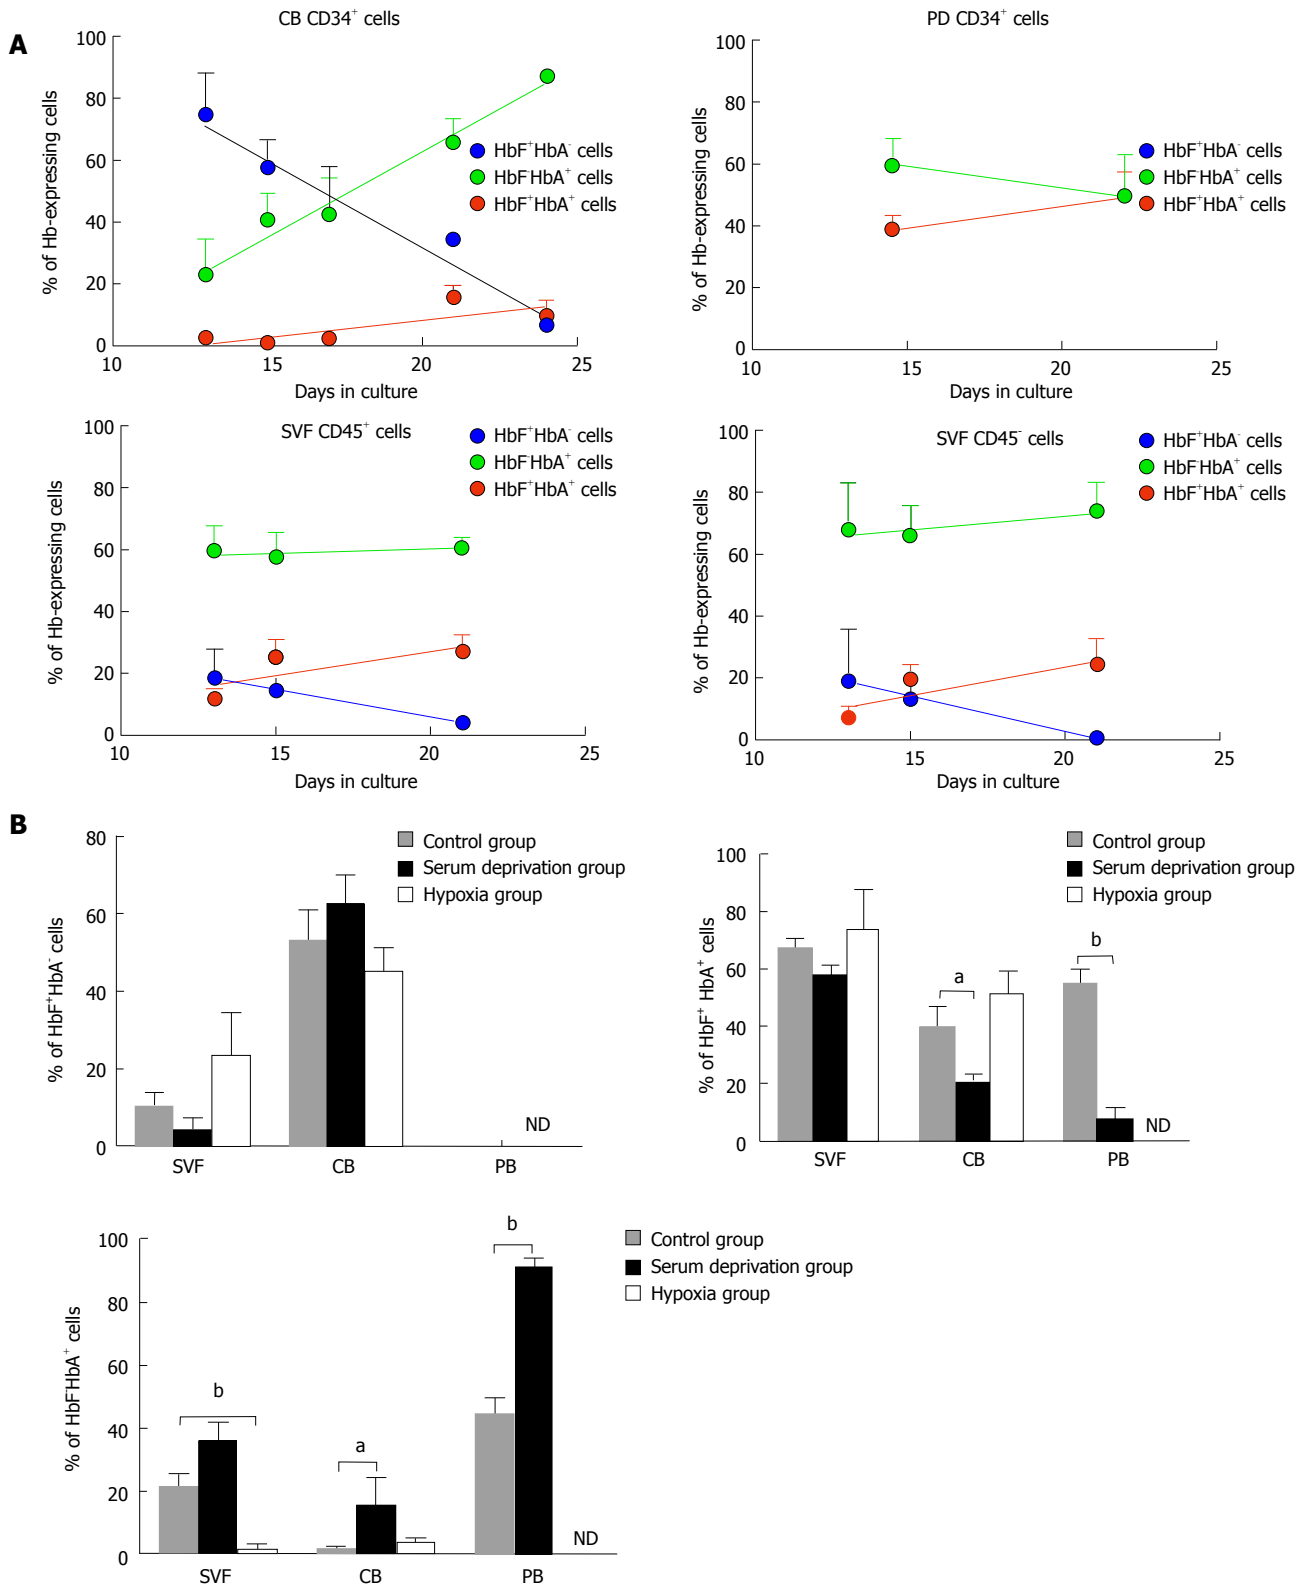 A
CB CD34⁺ cells
% of Hb-expressing cells
100
80
60
40
20
0
10
15
20
25
Days in culture
HbF⁺HbA⁻ cells
HbF⁻HbA⁺ cells
HbF⁺HbA⁺ cells
PD CD34⁺ cells
% of Hb-expressing cells
100
80
60
40
20
0
10
15
20
25
Days in culture
HbF⁺HbA⁻ cells
HbF⁻HbA⁺ cells
HbF⁺HbA⁺ cells
SVF CD45⁺ cells
% of Hb-expressing cells
100
80
60
40
20
0
10
15
20
25
Days in culture
HbF⁺HbA⁻ cells
HbF⁻HbA⁺ cells
HbF⁺HbA⁺ cells
SVF CD45⁻ cells
% of Hb-expressing cells
100
80
60
40
20
0
10
15
20
25
Days in culture
HbF⁺HbA⁻ cells
HbF⁻HbA⁺ cells
HbF⁺HbA⁺ cells
B
% of HbF⁺HbA⁻ cells
80
60
40
20
0
SVF
CB
PB
ND
Control group
Serum deprivation group
Hypoxia group
% of HbF⁺ HbA⁺ cells
100
80
60
40
20
0
SVF
CB
PB
a
b
ND
Control group
Serum deprivation group
Hypoxia group
% of HbF⁻HbA⁺ cells
100
80
60
40
20
0
SVF
CB
PB
b
a
b
ND
Control group
Serum deprivation group
Hypoxia group